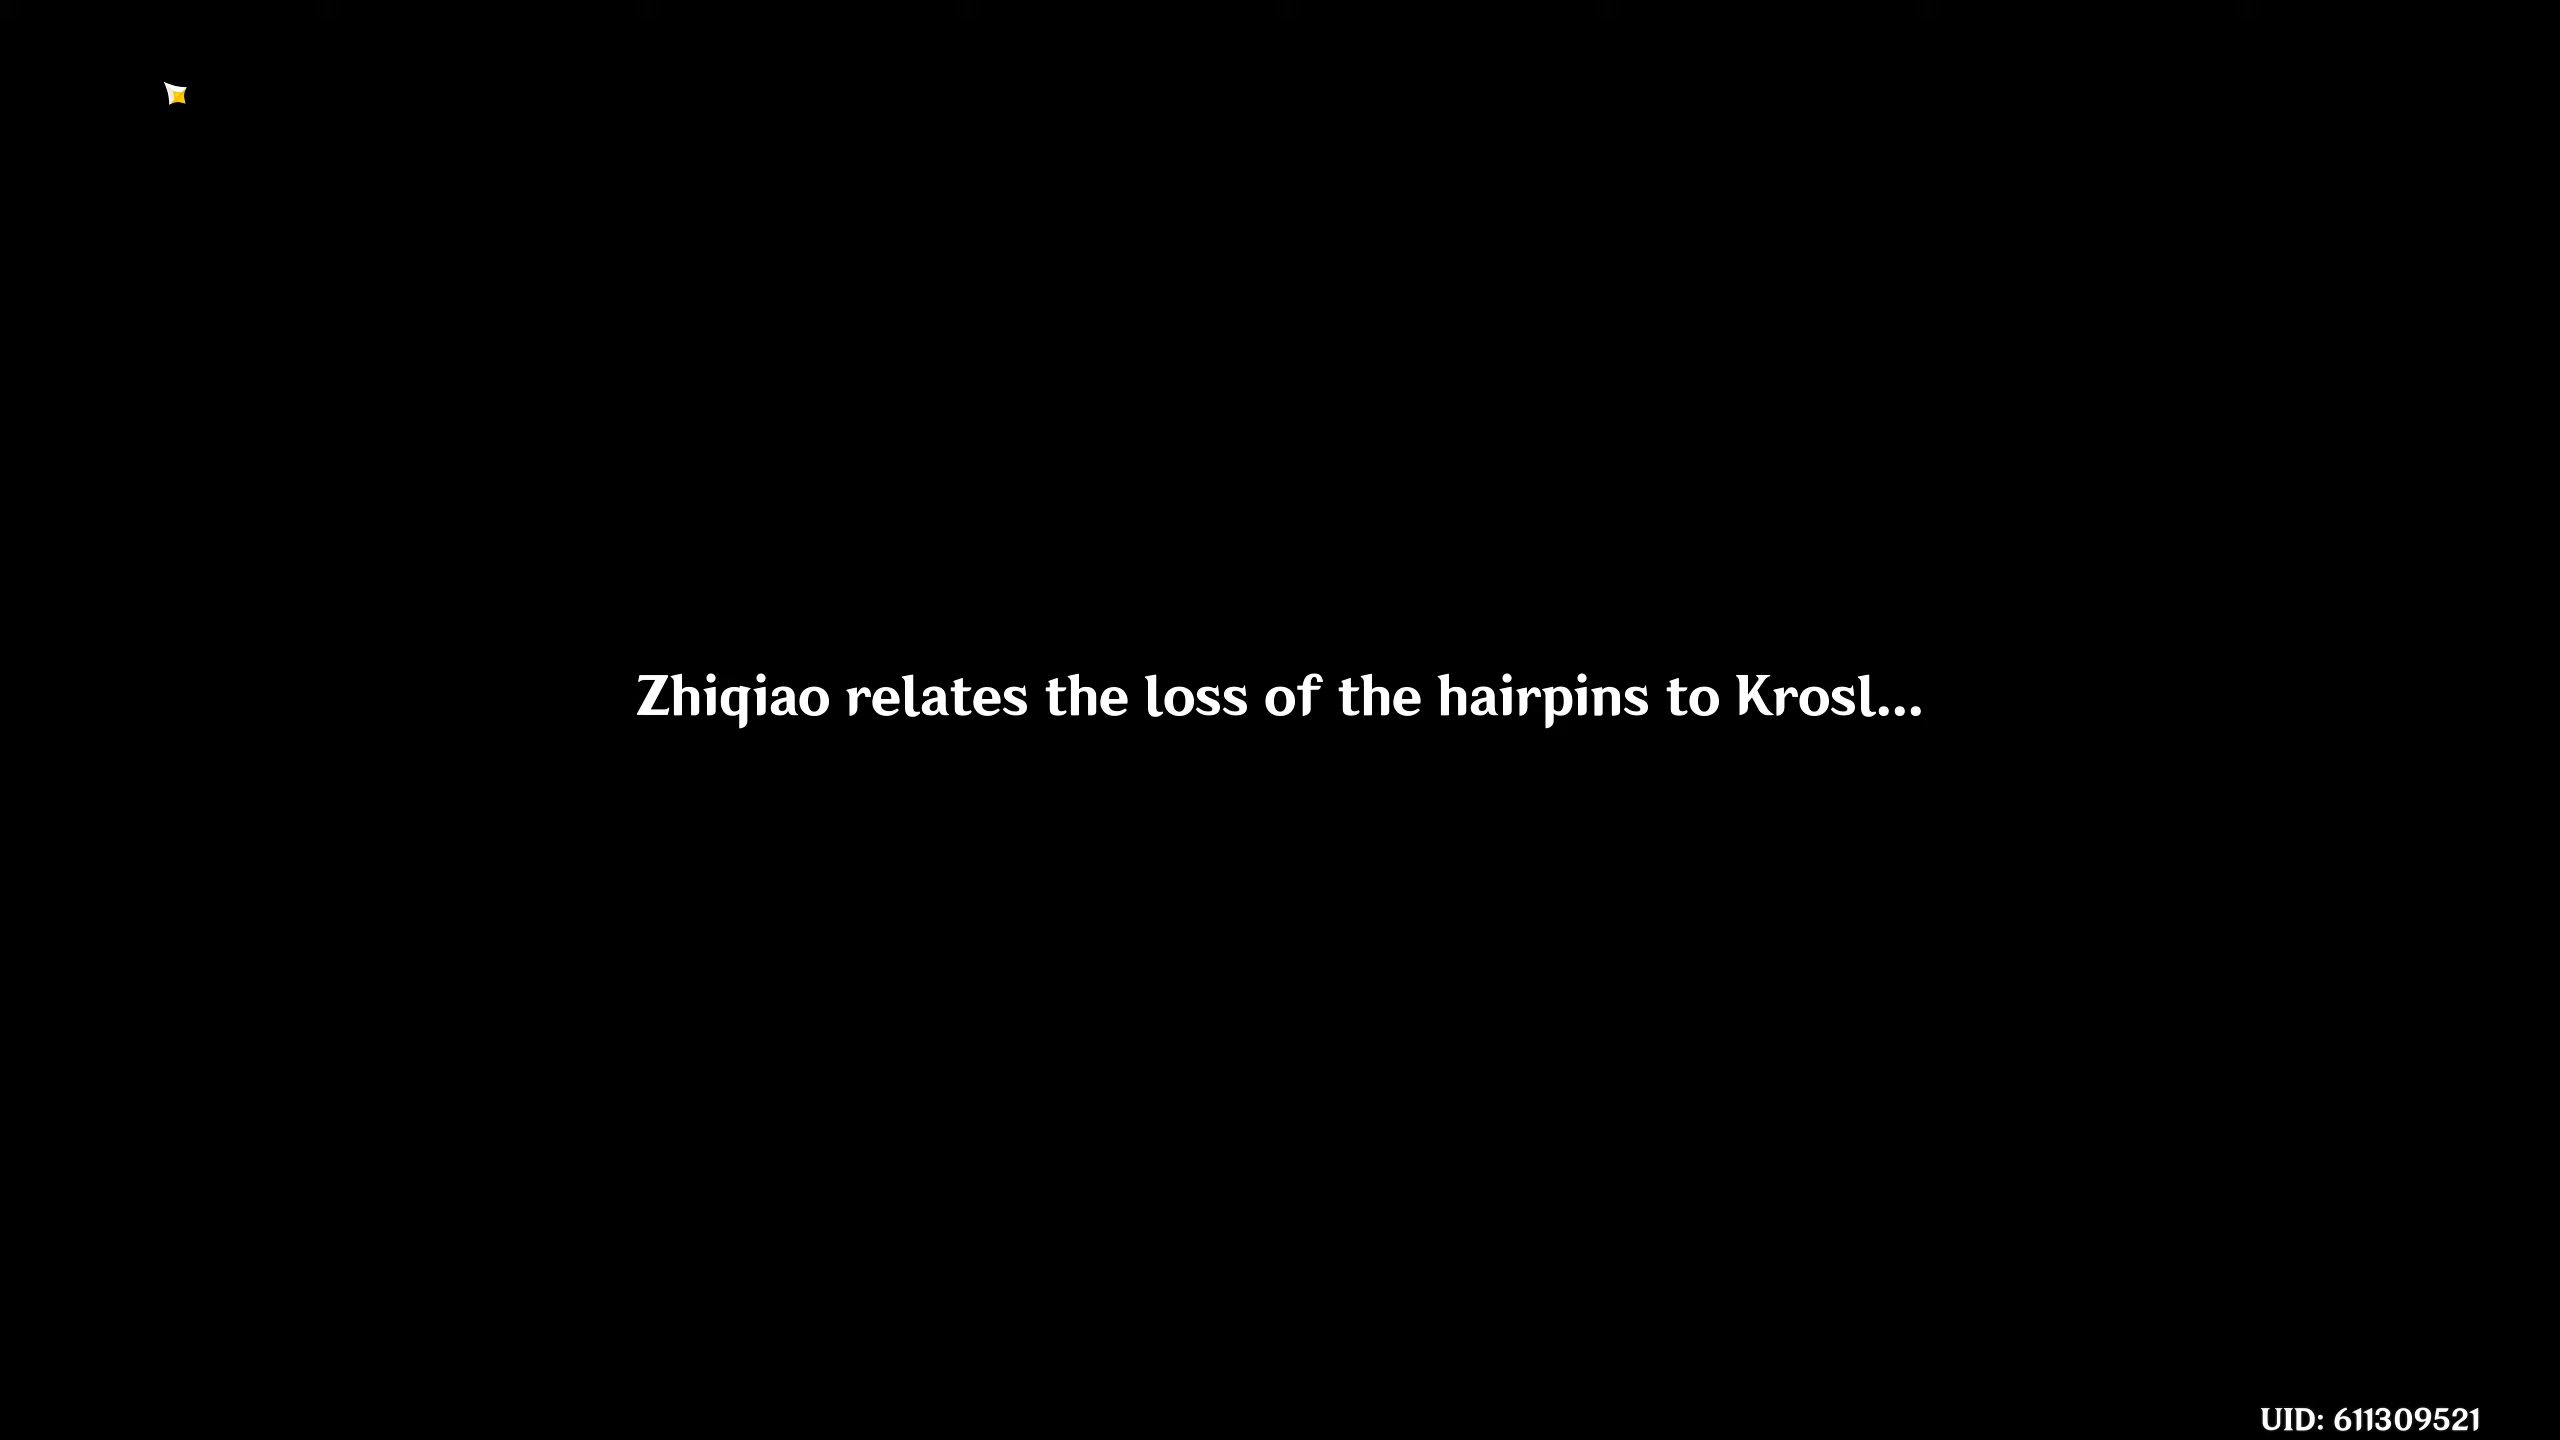 Zhiqiao relates the loss of the hairpins to Krosl...
UID: 611309521